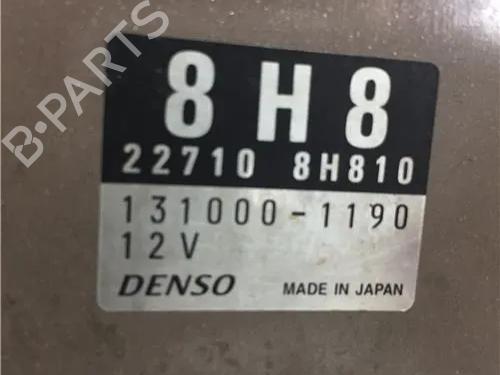 B-PARTS
8H8
22710 8H810
131000-1190
12V
DENSO MADE IN JAPAN